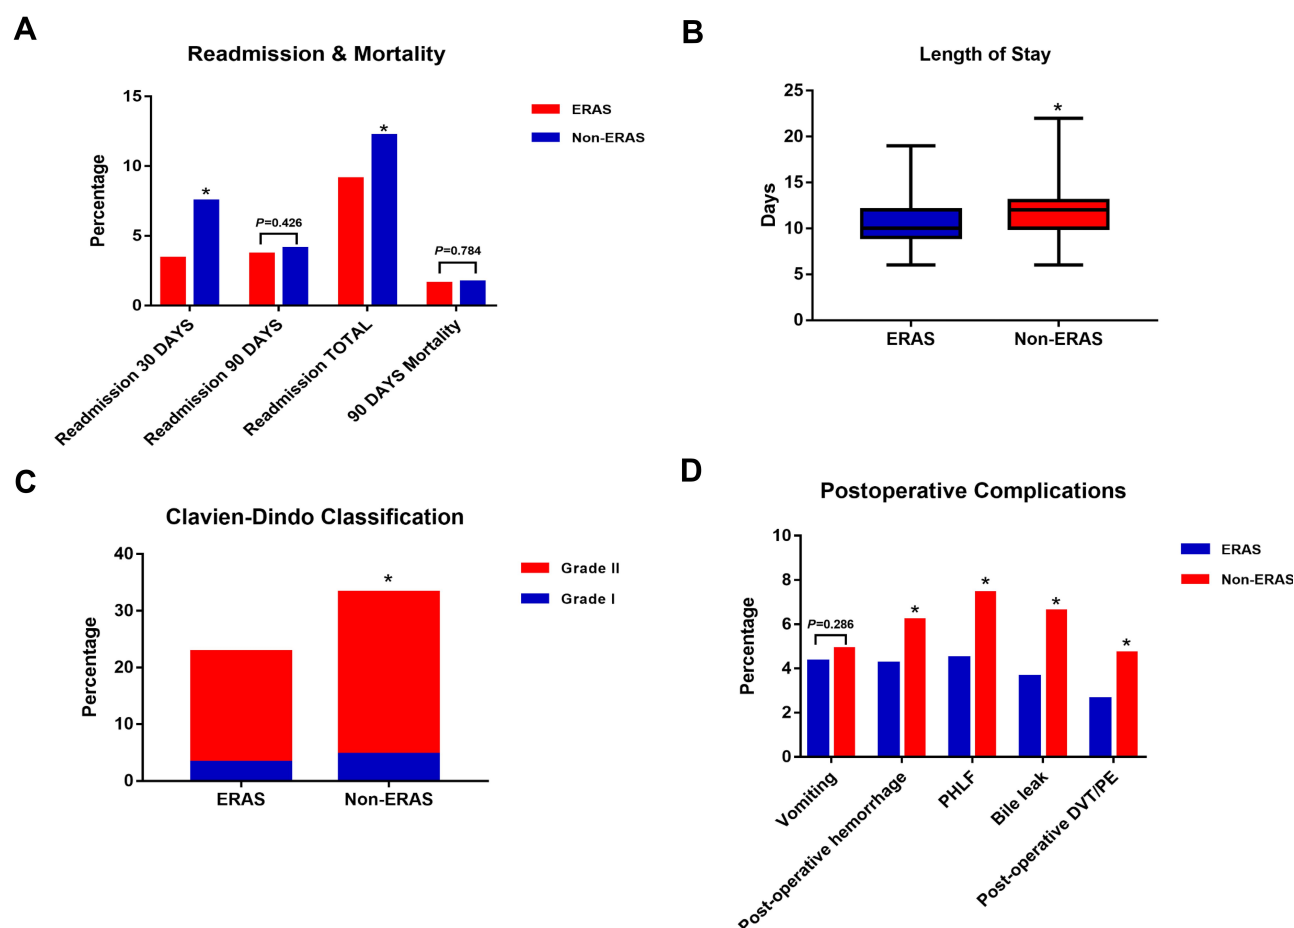 A
Readmission & Mortality
15
10
5
0
Percentage
*
P=0.426
*
P=0.784
ERAS
Non-ERAS
Readmission 30 DAYS
Readmission 90 DAYS
Readmission TOTAL
90 DAYS Mortality
B
Length of Stay
25
20
15
10
5
0
Days
*
ERAS
Non-ERAS
C
Clavien-Dindo Classification
40
30
20
10
0
Percentage
*
Grade II
Grade I
ERAS
Non-ERAS
D
Postoperative Complications
10
8
6
4
2
0
Percentage
P=0.286
*
*
*
*
ERAS
Non-ERAS
Vomiting
Post-operative hemorrhage
PHLF
Bile leak
Post-operative DVT/PE